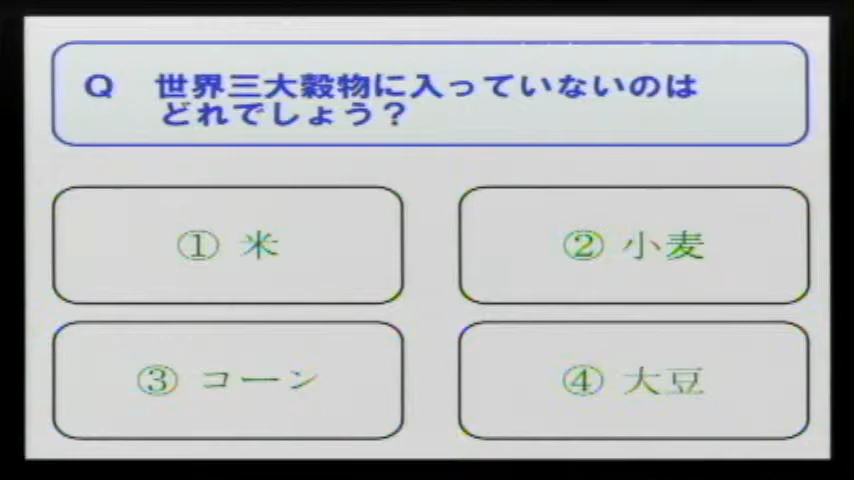 Q 世界三大穀物に入っていないのは
どれでしょう？
① 米
② 小麦
③ コーン
④ 大豆